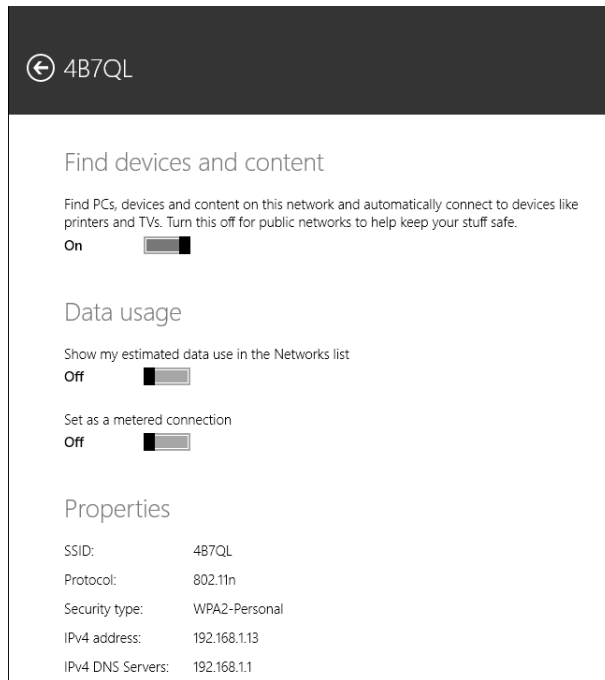 4B7QL
Find devices and content
Find PCs, devices and content on this network and automatically connect to devices like
printers and TVs. Turn this off for public networks to help keep your stuff safe.
On
Data usage
Show my estimated data use in the Networks list
Off
Set as a metered connection
Off
Properties
SSID: 4B7QL
Protocol: 802.11n
Security type: WPA2-Personal
IPv4 address: 192.168.1.13
IPv4 DNS Servers: 192.168.1.1